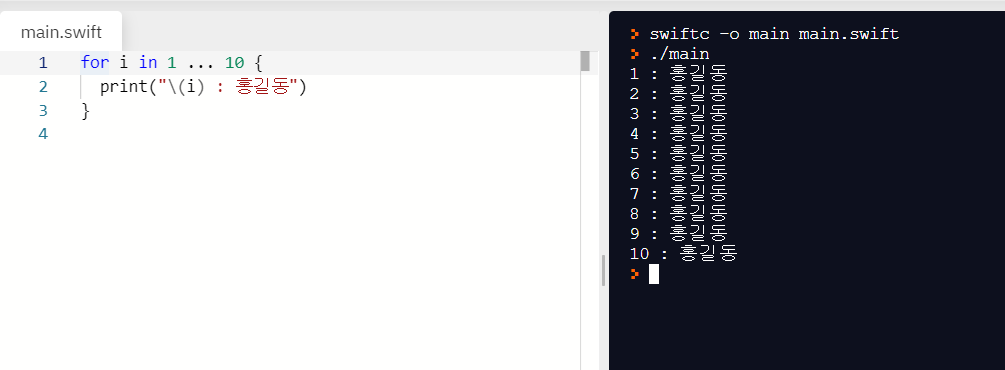 main.swift
1 for i in 1 ... 10 {
2 print("\(i) : 홍길동")
3 }
4
> swiftc -o main main.swift
> ./main
1 : 홍길동
2 : 홍길동
3 : 홍길동
4 : 홍길동
5 : 홍길동
6 : 홍길동
7 : 홍길동
8 : 홍길동
9 : 홍길동
10 : 홍길동
>